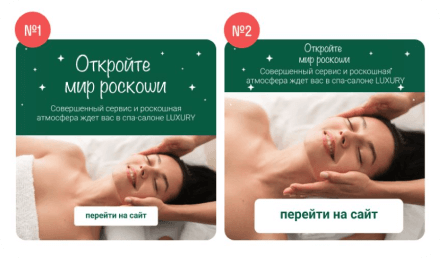 №1
Откройте
мир роскоши
Совершенный сервис и роскошная
атмосфера ждет вас в спа-салоне LUXURY
перейти на сайт
№2
Откройте
мир роскоши
Совершенный сервис и роскошная
атмосфера ждет вас в спа-салоне LUXURY
перейти на сайт